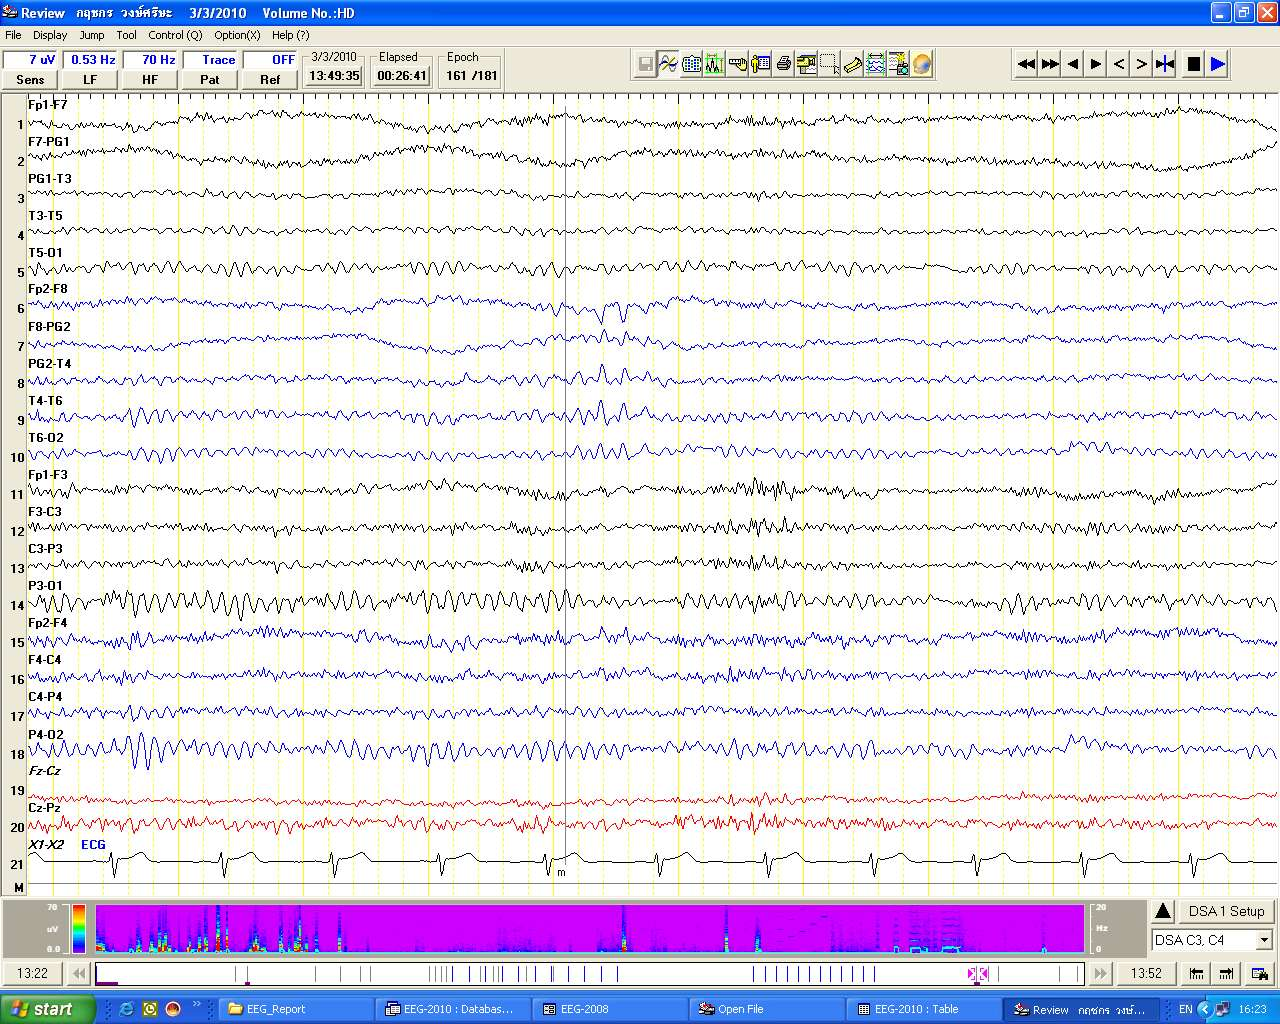 Review กฤชกร วงษ์ศรีษะ 3/3/2010 Volume No.:HD
File Display Jump Tool Control (Q) Option(X) Help (?)
7 uV 0.53 Hz 70 Hz Trace OFF 3/3/2010 Elapsed Epoch
Sens LF HF Pat Ref 13:49:35 00:26:41 161 /181
Fp1-F7
1
F7-PG1
2
PG1-T3
3
T3-T5
4
T5-O1
5
Fp2-F8
6
F8-PG2
7
PG2-T4
8
T4-T6
9
T6-O2
10
Fp1-F3
11
F3-C3
12
C3-P3
13
P3-O1
14
Fp2-F4
15
F4-C4
16
C4-P4
17
P4-O2
18
Fz-Cz
19
Cz-Pz
20
X1-X2 ECG
21
m
M
70 20
uV Hz
0.0 0
DSA 1 Setup
DSA C3, C4
13:22 13:52
start EEG_Report EEG-2010 : Databas... EEG-2008 Open File EEG-2010 : Table Review กฤชกร วงษ์... EN 16:23